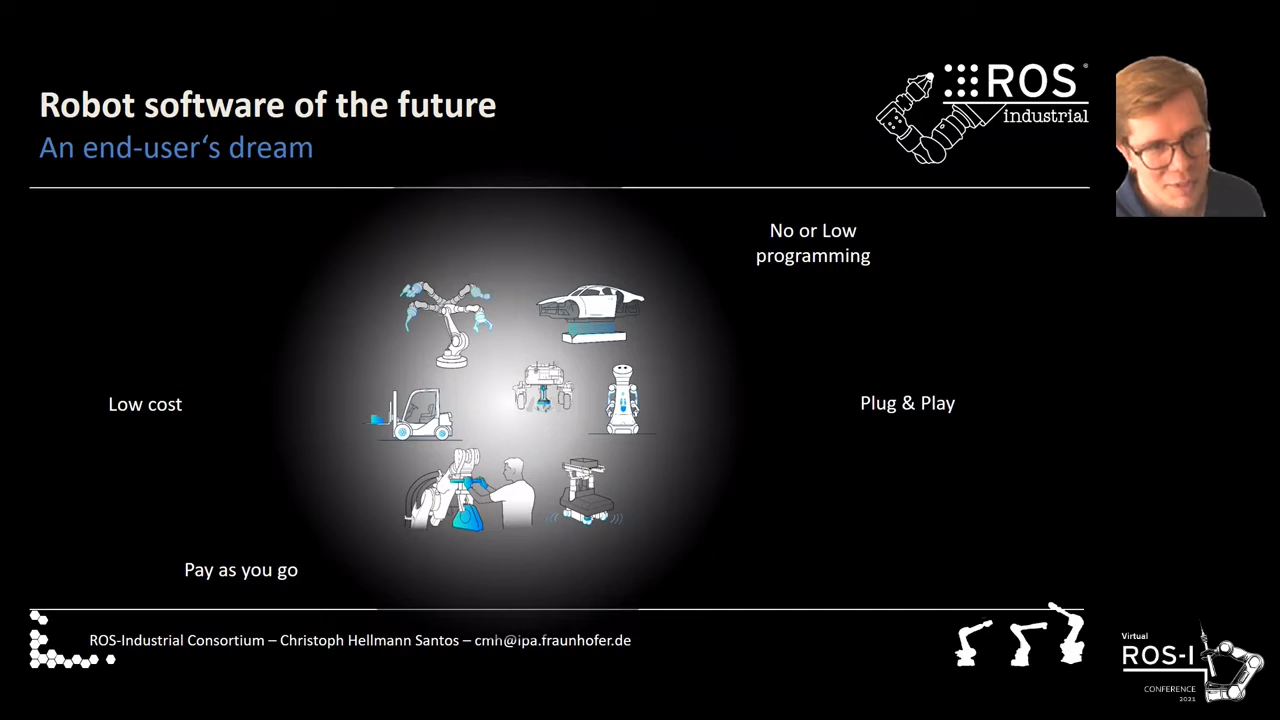 Robot software of the future
An end-user‘s dream
ROS
industrial
No or Low
programming
Low cost
Plug & Play
Pay as you go
ROS-Industrial Consortium – Christoph Hellmann Santos – cmh@ipa.fraunhofer.de
Virtual
ROS-I
CONFERENCE
2021